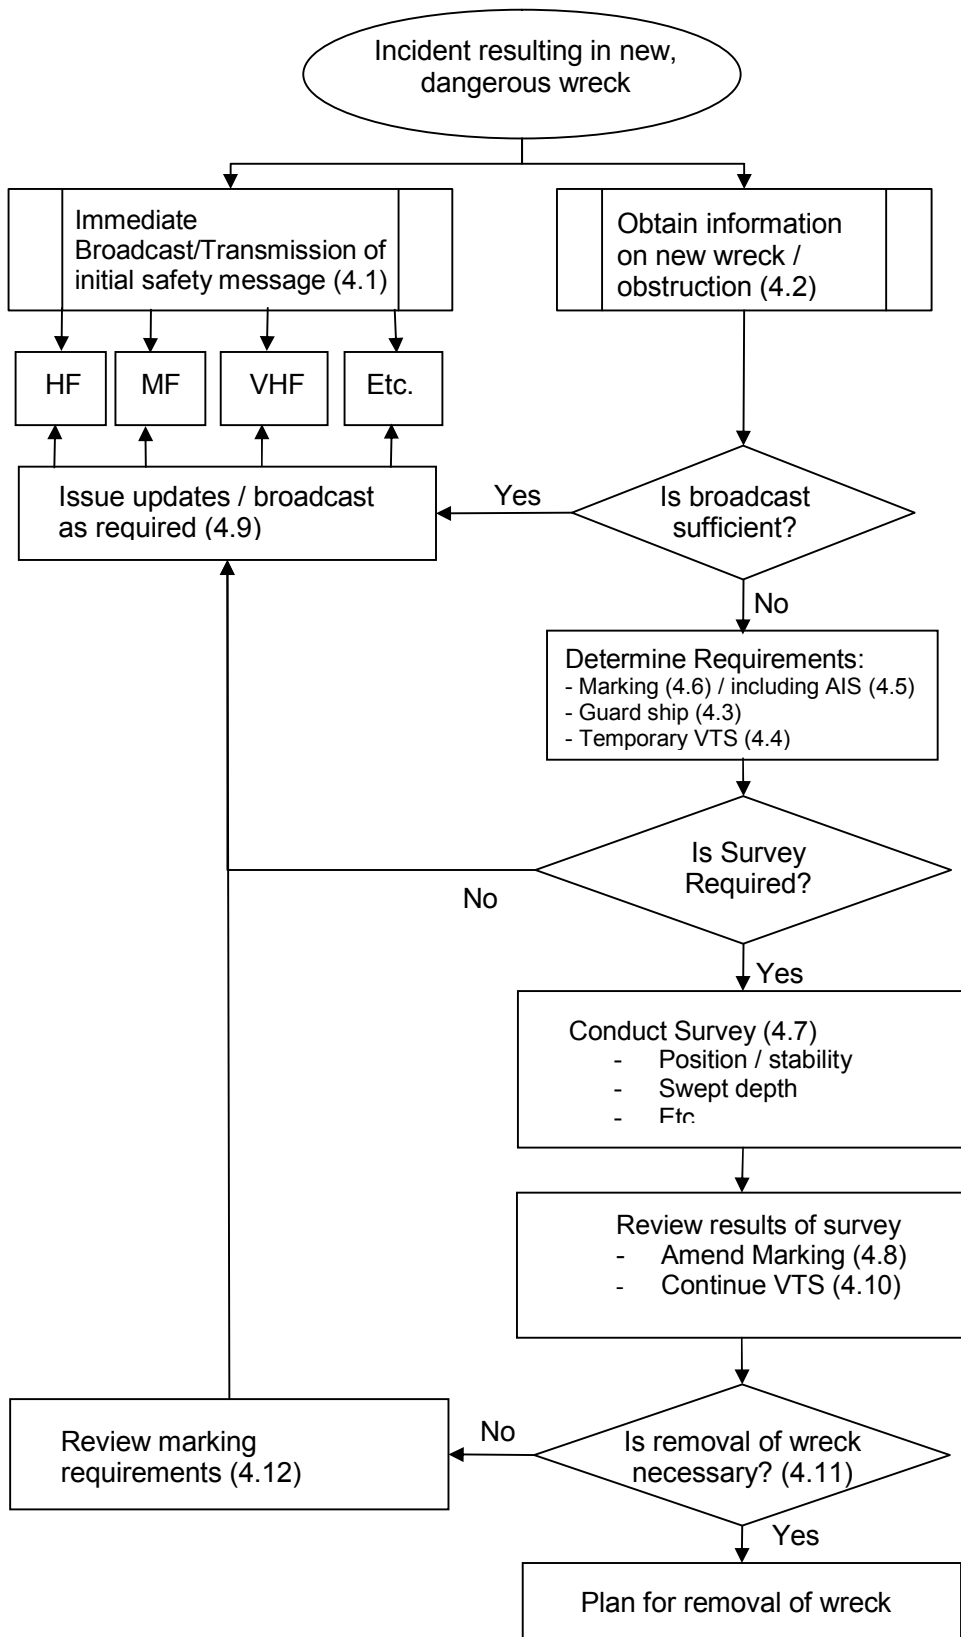 Incident resulting in new,
dangerous wreck
Immediate
Broadcast/Transmission of
initial safety message (4.1)
Obtain information
on new wreck /
obstruction (4.2)
HF
MF
VHF
Etc.
Issue updates / broadcast
as required (4.9)
Yes
Is broadcast
sufficient?
No
Determine Requirements:
- Marking (4.6) / including AIS (4.5)
- Guard ship (4.3)
- Temporary VTS (4.4)
Is Survey
Required?
No
Yes
Conduct Survey (4.7)
- Position / stability
- Swept depth
- Etc
Review results of survey
- Amend Marking (4.8)
- Continue VTS (4.10)
Review marking
requirements (4.12)
No
Is removal of wreck
necessary? (4.11)
Yes
Plan for removal of wreck